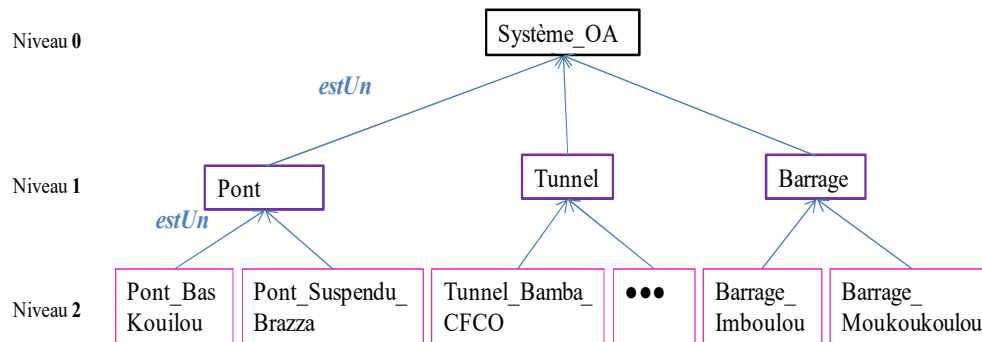 Niveau 0
Système_OA
estUn
Niveau 1
Pont
Tunnel
Barrage
estUn
Niveau 2
Pont_Bas
Kouilou
Pont_Suspendu_
Brazza
Tunnel_Bamba_
CFCO
•••
Barrage_
Imboulou
Barrage_
Moukoukoulou